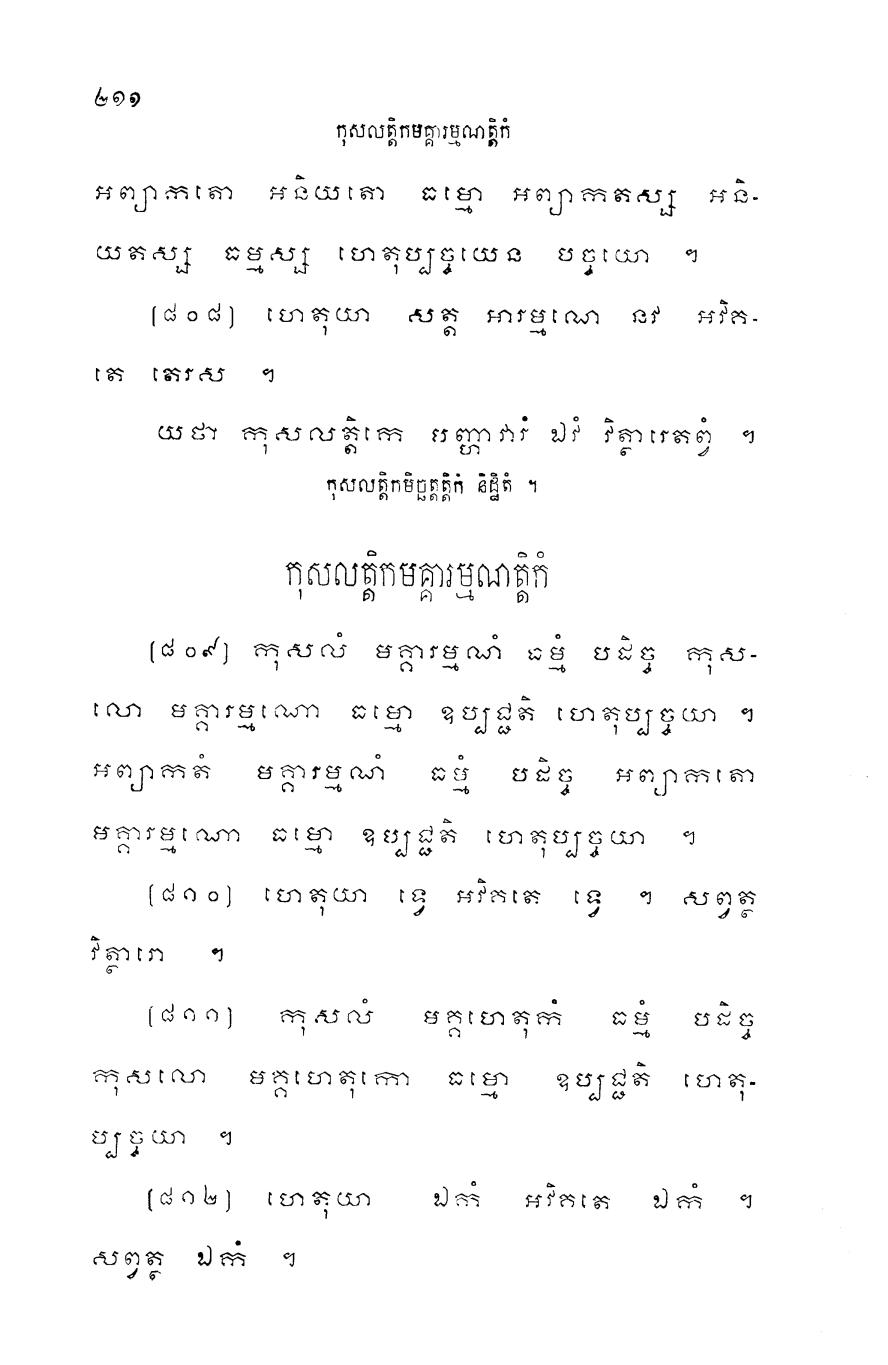 ២១១
កុសលត្តិកមគ្គារម្មណត្តិកំ
អព្យាកតោ អនិយតោ ធម្មោ អព្យាកតស្ស អនិ-
យតស្ស ធម្មស្ស ហេតុប្បច្ចយេន បច្ចយោ ។
[៨០៨] ហេតុយា សត្ត អារម្មណេ នវ អវិគ-
តេ តេរស ។
យថា កុសលត្តិកេ បញ្ហាវារំ ឯវំ វិត្ថារេតព្វំ ។
កុសលត្តិកមិច្ឆត្តត្តិកំ និដ្ឋិតំ ។
កុសលត្តិកមគ្គារម្មណត្តិកំ
[៨០៩] កុសលំ មគ្គារម្មណំ ធម្មំ បដិច្ច កុស-
លោ មគ្គារម្មណោ ធម្មោ ឧប្បជ្ជតិ ហេតុប្បច្ចយា ។
អព្យាកតំ មគ្គារម្មណំ ធម្មំ បដិច្ច អព្យាកតោ
មគ្គារម្មណោ ធម្មោ ឧប្បជ្ជតិ ហេតុប្បច្ចយា ។
[៨១០] ហេតុយា ទ្វេ អវិគតេ ទ្វេ ។ សព្វត្ថ
វិត្ថារោ ។
[៨១១] កុសលំ មគ្គហេតុកំ ធម្មំ បដិច្ច
កុសលោ មគ្គហេតុកោ ធម្មោ ឧប្បជ្ជតិ ហេតុ-
ប្បច្ចយា ។
[៨១២] ហេតុយា ឯកំ អវិគតេ ឯកំ ។
សព្វត្ថ ឯកំ ។